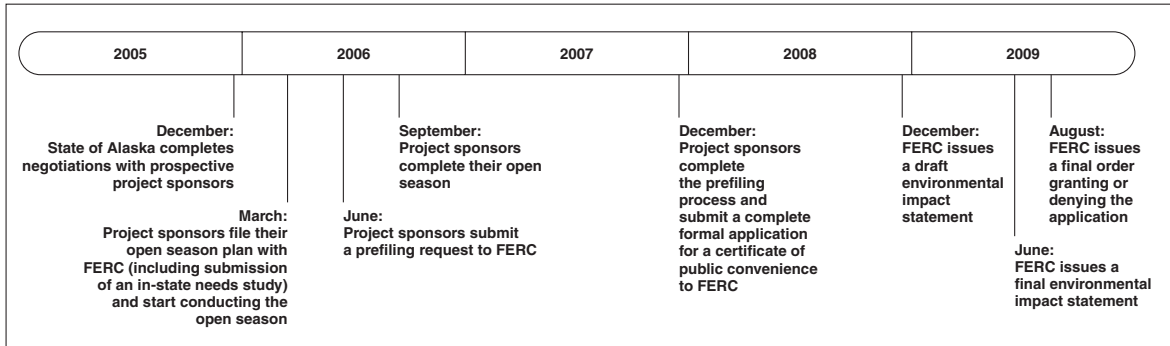 2005
2006
2007
2008
2009
December:
State of Alaska completes
negotiations with prospective
project sponsors
March:
Project sponsors file their
open season plan with
FERC (including submission
of an in-state needs study)
and start conducting the
open season
June:
Project sponsors submit
a prefiling request to FERC
September:
Project sponsors
complete their open
season
December:
Project sponsors
complete
the prefiling
process and
submit a complete
formal application
for a certificate of
public convenience
to FERC
December:
FERC issues
a draft
environmental
impact
statement
June:
FERC issues a
final environmental
impact statement
August:
FERC issues
a final order
granting or
denying the
application